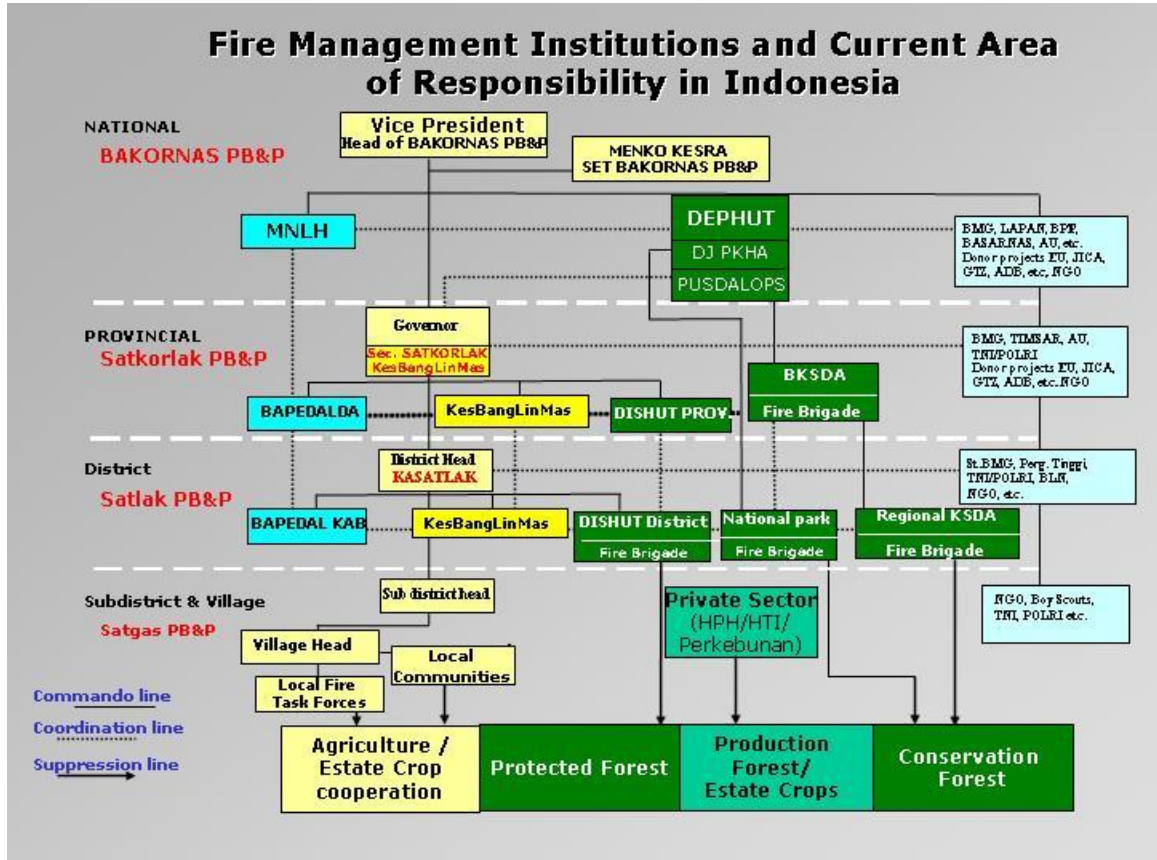 Fire Management Institutions and Current Area
of Responsibility in Indonesia
NATIONAL
BAKORNAS PB&P
Vice President
Head of BAKORNAS PB&P
MENKO KESRA
SET BAKORNAS PB&P
MNLH
DEPHUT
DJ PKHA
PUSDALOPS
BMG, LAPAN, BPP,
BASARNAS, AU, etc.
Donor projects EU, JICA,
GTZ, ADB, etc, NGO
PROVINCIAL
Satkorlak PB&P
Governor
Sec. SATKORLAK
KesBangLinMas
BMG, TIMSAR, AU,
TNI/POLRI
Donor projects EU, JICA,
GTZ, ADB, etc. NGO
BKSDA
Fire Brigade
BAPEDALDA
KesBangLinMas
DISHUT PROV
District
Satlak PB&P
District Head
KASATLAK
St.BMG, Perg. Tinggi,
TNI/POLRI, BLN,
NGO, etc.
BAPEDAL KAB
KesBangLinMas
DISHUT District
Fire Brigade
National park
Fire Brigade
Regional KSDA
Fire Brigade
Subdistrict & Village
Satgas PB&P
Sub district head
Private Sector
(HPH/HTI/
Perkebunan)
NGO, Boy Scouts,
TNI, POLRI etc.
Village Head
Local
Communities
Local Fire
Task Forces
Commando line
Coordination line
Suppression line
Agriculture /
Estate Crop
cooperation
Protected Forest
Production
Forest/
Estate Crops
Conservation
Forest